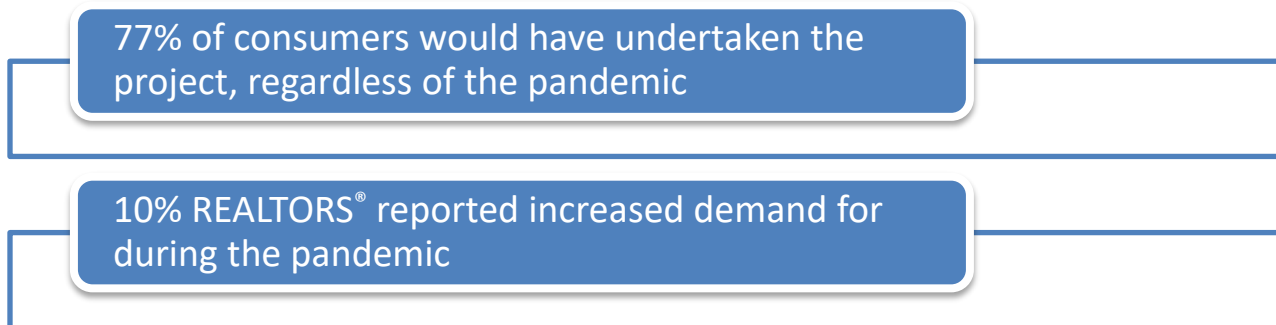 77% of consumers would have undertaken the
project, regardless of the pandemic
10% REALTORS® reported increased demand for
during the pandemic